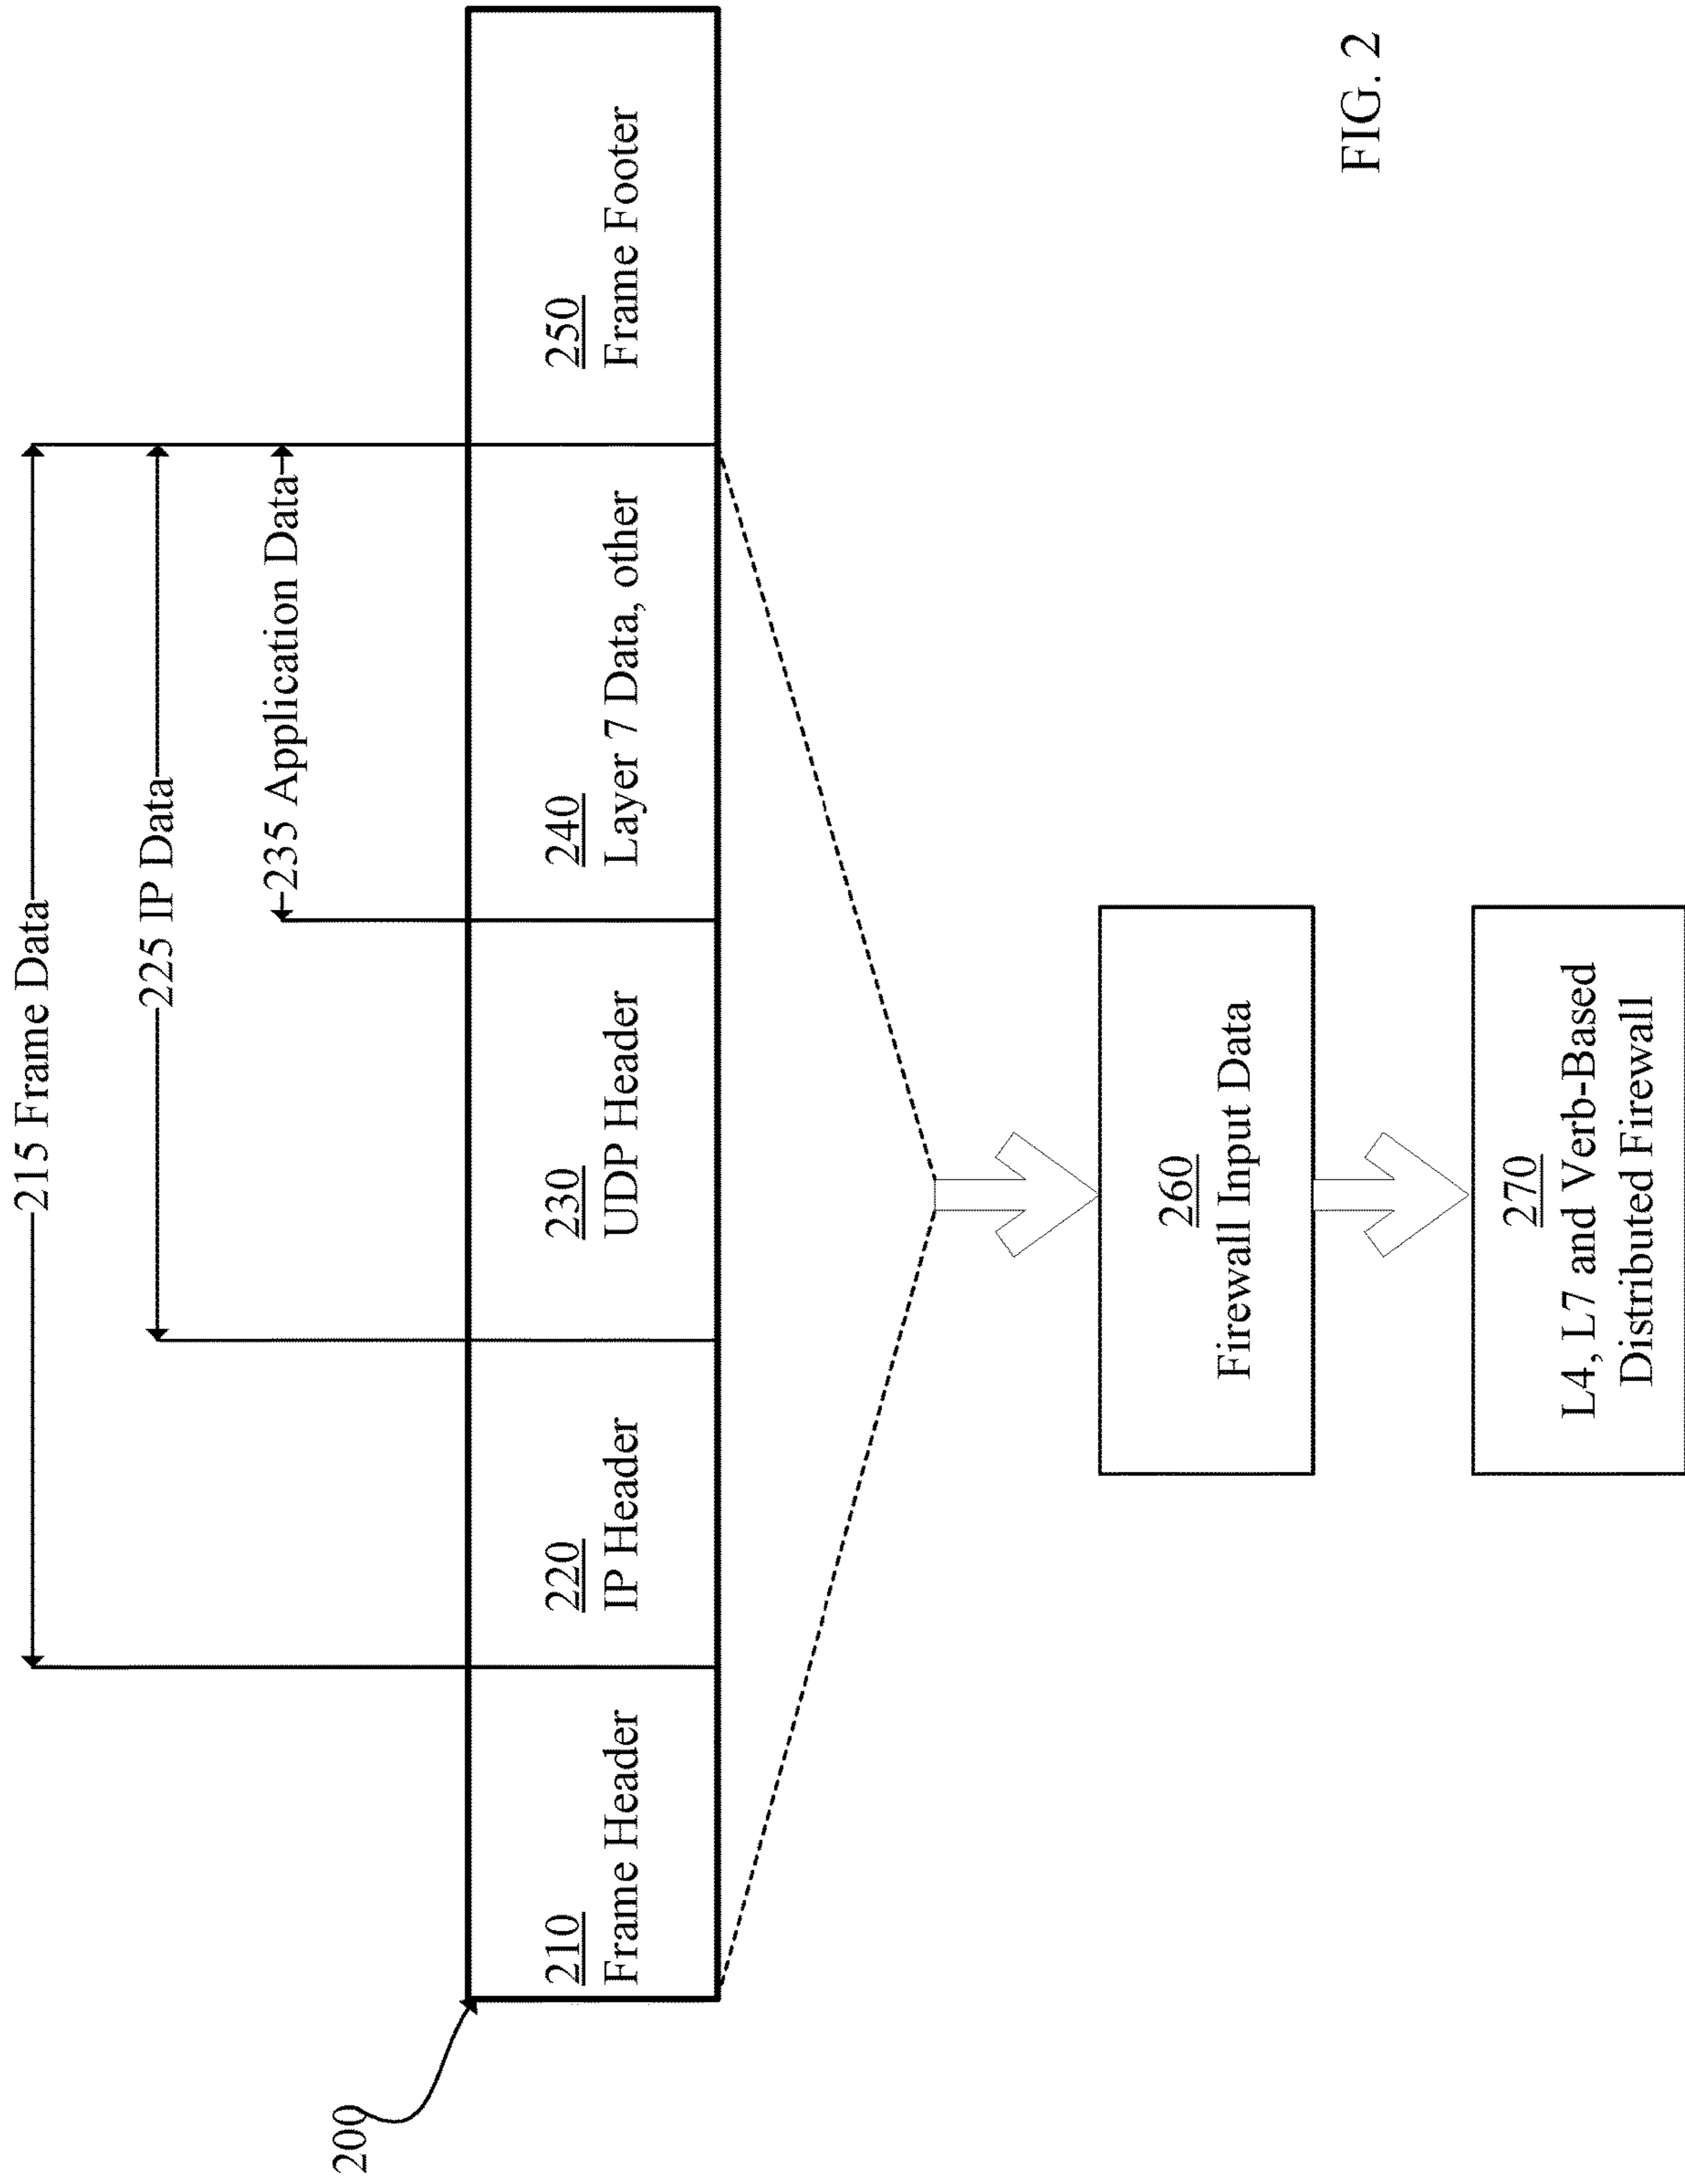 215 Frame Data
225 IP Data
235 Application Data
200
210
Frame Header
220
IP Header
230
UDP Header
240
Layer 7 Data, other
250
Frame Footer
260
Firewall Input Data
270
L4, L7 and Verb-Based
Distributed Firewall
FIG. 2